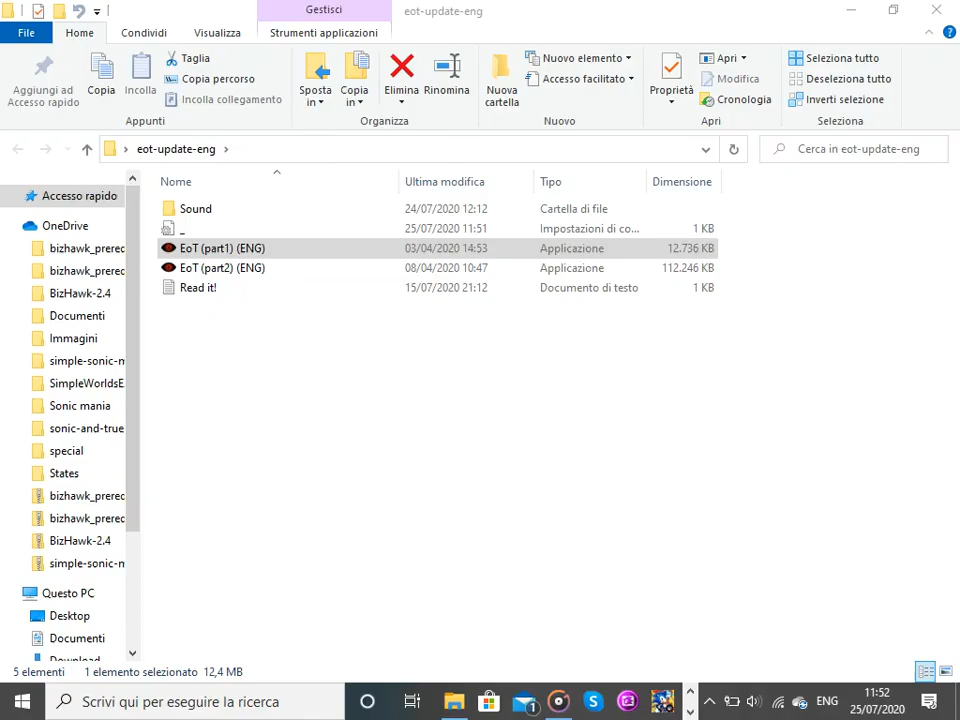 Gestisci
eot-update-eng
File
Home
Condividi
Visualizza
Strumenti applicazioni
Aggiungi ad
Accesso rapido
Copia
Incolla
Taglia
Copia percorso
Incolla collegamento
Appunti
Sposta
in
Copia
in
Elimina
Rinomina
Organizza
Nuova
cartella
Nuovo elemento
Accesso facilitato
Nuovo
Proprietà
Apri
Modifica
Cronologia
Apri
Seleziona tutto
Deseleziona tutto
Inverti selezione
Seleziona
eot-update-eng
Cerca in eot-update-eng
Nome Ultima modifica Tipo Dimensione
Sound 24/07/2020 12:12 Cartella di file
_ 25/07/2020 11:51 Impostazioni di co... 1 KB
EoT (part1) (ENG) 03/04/2020 14:53 Applicazione 12.736 KB
EoT (part2) (ENG) 08/04/2020 10:47 Applicazione 112.246 KB
Read it! 15/07/2020 21:12 Documento di testo 1 KB
Accesso rapido
OneDrive
bizhawk_prereq
bizhawk_prereq
BizHawk-2.4
Documenti
Immagini
simple-sonic-m
SimpleWorldsE
Sonic mania
sonic-and-true
special
States
bizhawk_prereq
bizhawk_prereq
BizHawk-2.4
simple-sonic-m
Questo PC
Desktop
Documenti
Download
5 elementi 1 elemento selezionato 12,4 MB
Scrivi qui per eseguire la ricerca
1
ENG
11:52
25/07/2020